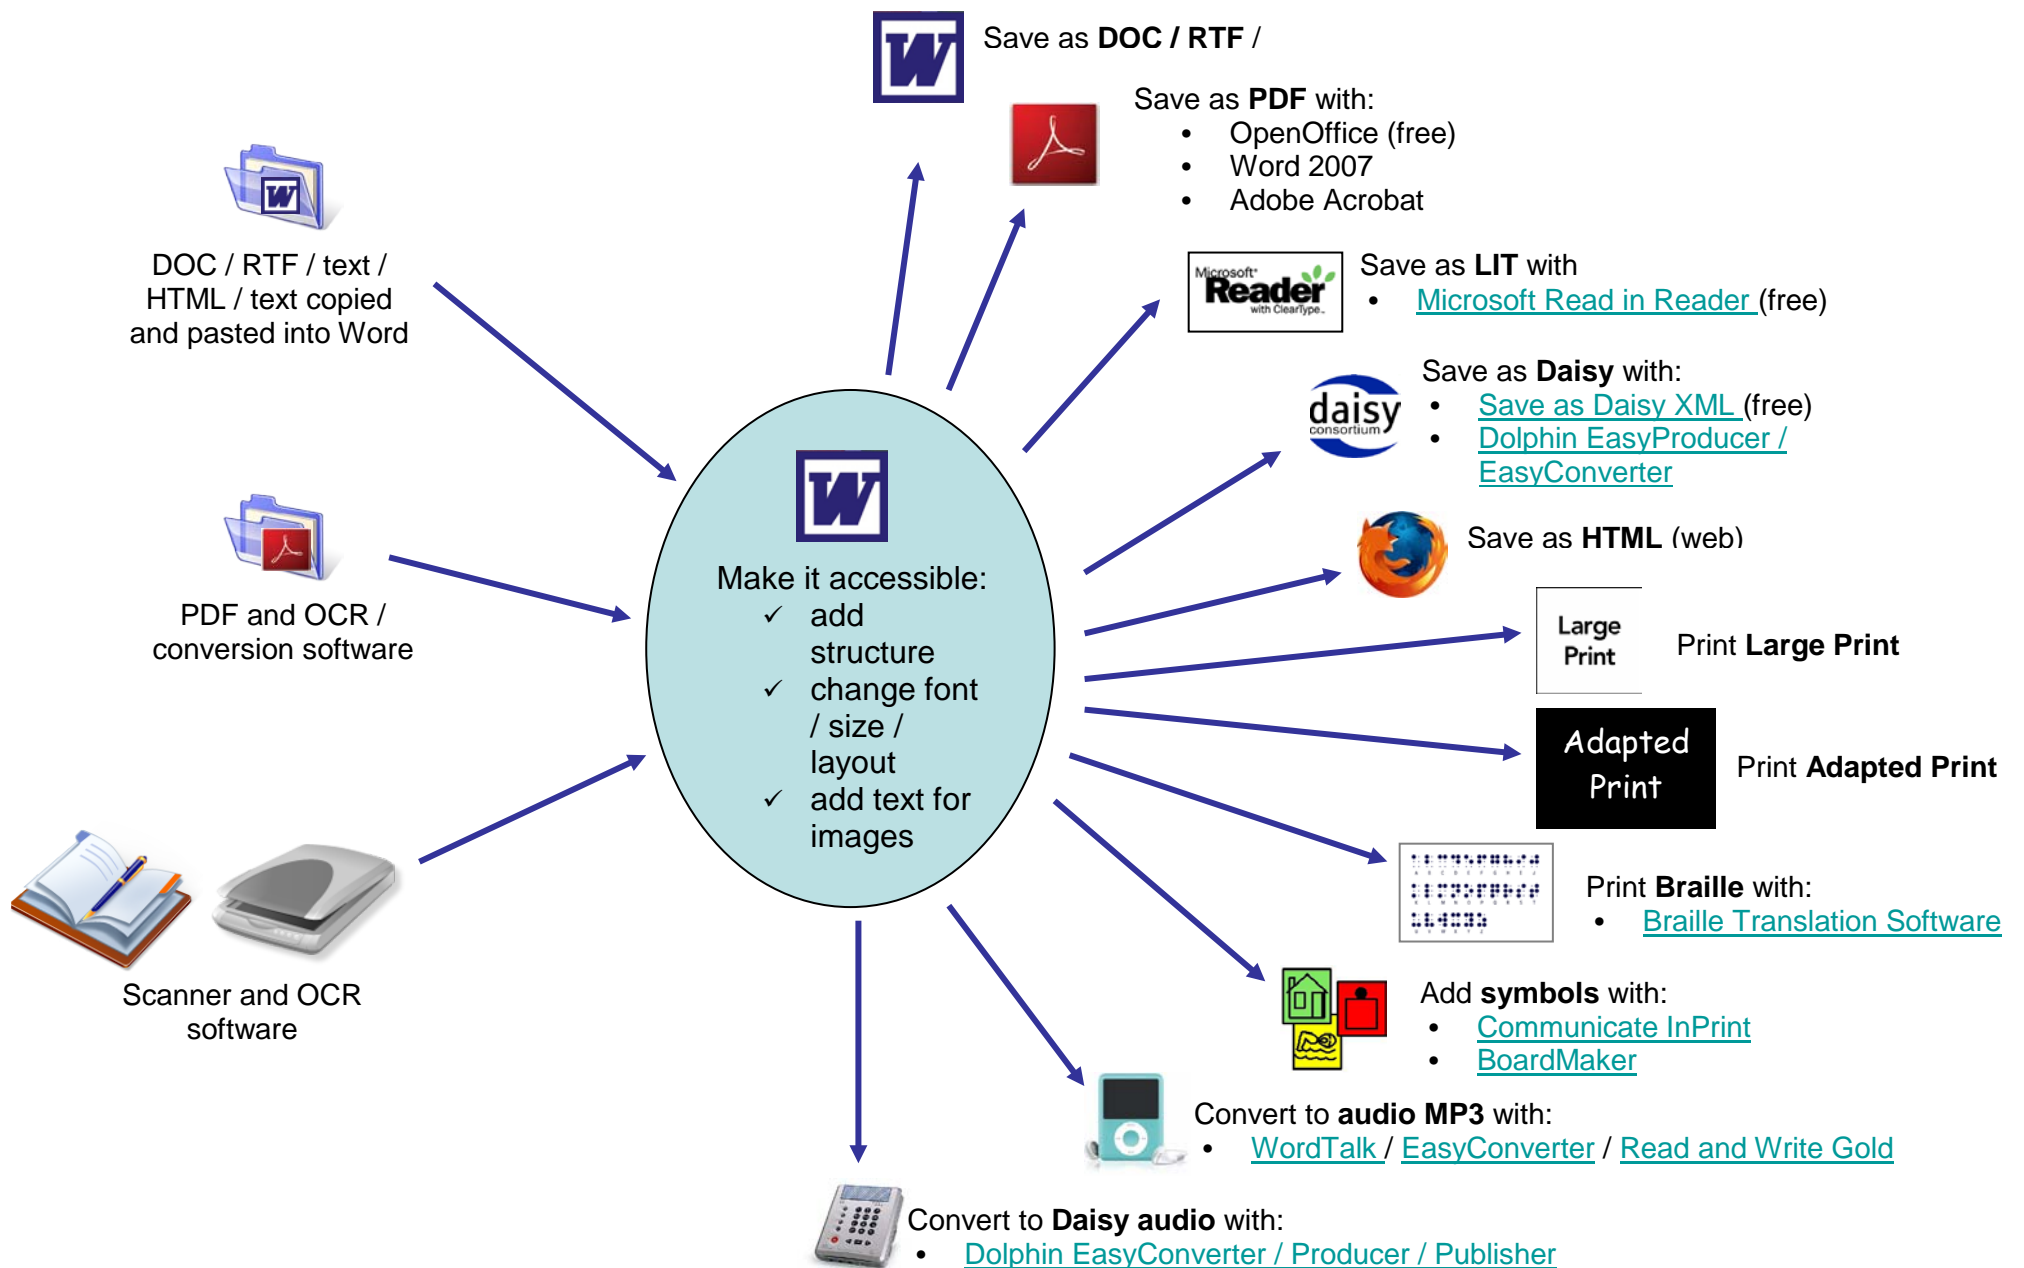 Save as DOC / RTF /
Save as PDF with:
• OpenOffice (free)
• Word 2007
• Adobe Acrobat
DOC / RTF / text /
HTML / text copied
and pasted into Word
Microsoft
Reader
with ClearType
Save as LIT with
• Microsoft Read in Reader (free)
daisy
consortium
Save as Daisy with:
• Save as Daisy XML (free)
• Dolphin EasyProducer /
EasyConverter
Save as HTML (web)
PDF and OCR /
conversion software
W
Make it accessible:
✓ add
structure
✓ change font
/ size /
layout
✓ add text for
images
Large
Print
Print Large Print
Adapted
Print
Print Adapted Print
Print Braille with:
• Braille Translation Software
Scanner and OCR
software
Add symbols with:
• Communicate InPrint
• BoardMaker
Convert to audio MP3 with:
• WordTalk / EasyConverter / Read and Write Gold
Convert to Daisy audio with:
• Dolphin EasyConverter / Producer / Publisher